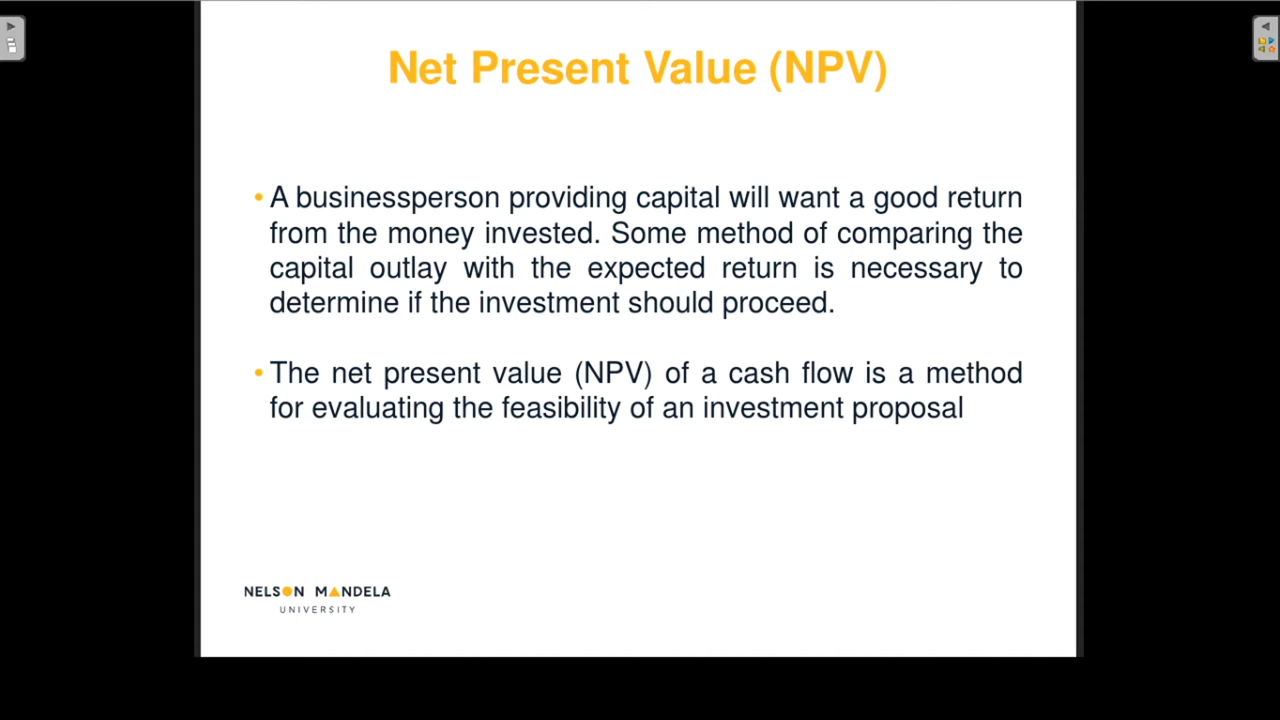 Net Present Value (NPV)
• A businessperson providing capital will want a good return
from the money invested. Some method of comparing the
capital outlay with the expected return is necessary to
determine if the investment should proceed.
• The net present value (NPV) of a cash flow is a method
for evaluating the feasibility of an investment proposal
NELSON MANDELA
UNIVERSITY